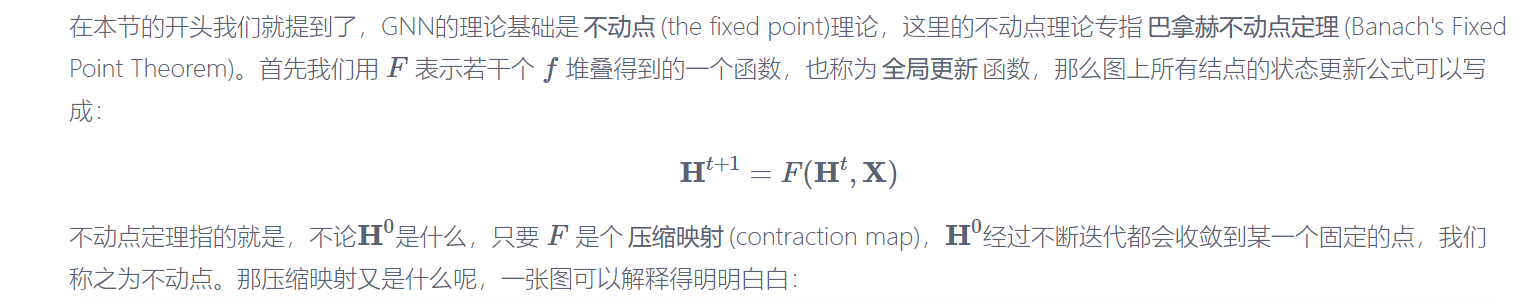 在本节的开头我们就提到了，GNN的理论基础是 不动点 (the fixed point)理论，这里的不动点理论专指 巴拿赫不动点定理 (Banach's Fixed
Point Theorem)。首先我们用 F 表示若干个 f 堆叠得到的一个函数，也称为 全局更新 函数，那么图上所有结点的状态更新公式可以写
成：
H^{t+1} = F(H^t, X)
不动点定理指的就是，不论H^0是什么，只要 F 是个 压缩映射 (contraction map)，H^0经过不断迭代都会收敛到某一个固定的点，我们
称之为不动点。那压缩映射又是什么呢，一张图可以解释得明明白白：